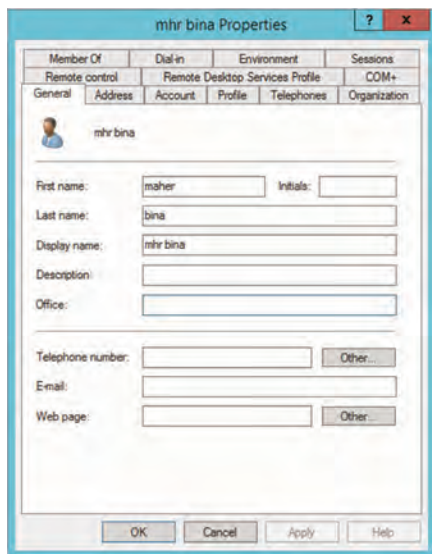 mhr bina Properties
? x
Member Of Dial-in Environment Sessions
Remote control Remote Desktop Services Profile COM+
General Address Account Profile Telephones Organization
mhr bina
First name: maher Initials:
Last name: bina
Display name: mhr bina
Description:
Office:
Telephone number: Other...
E-mail:
Web page: Other...
OK Cancel Apply Help